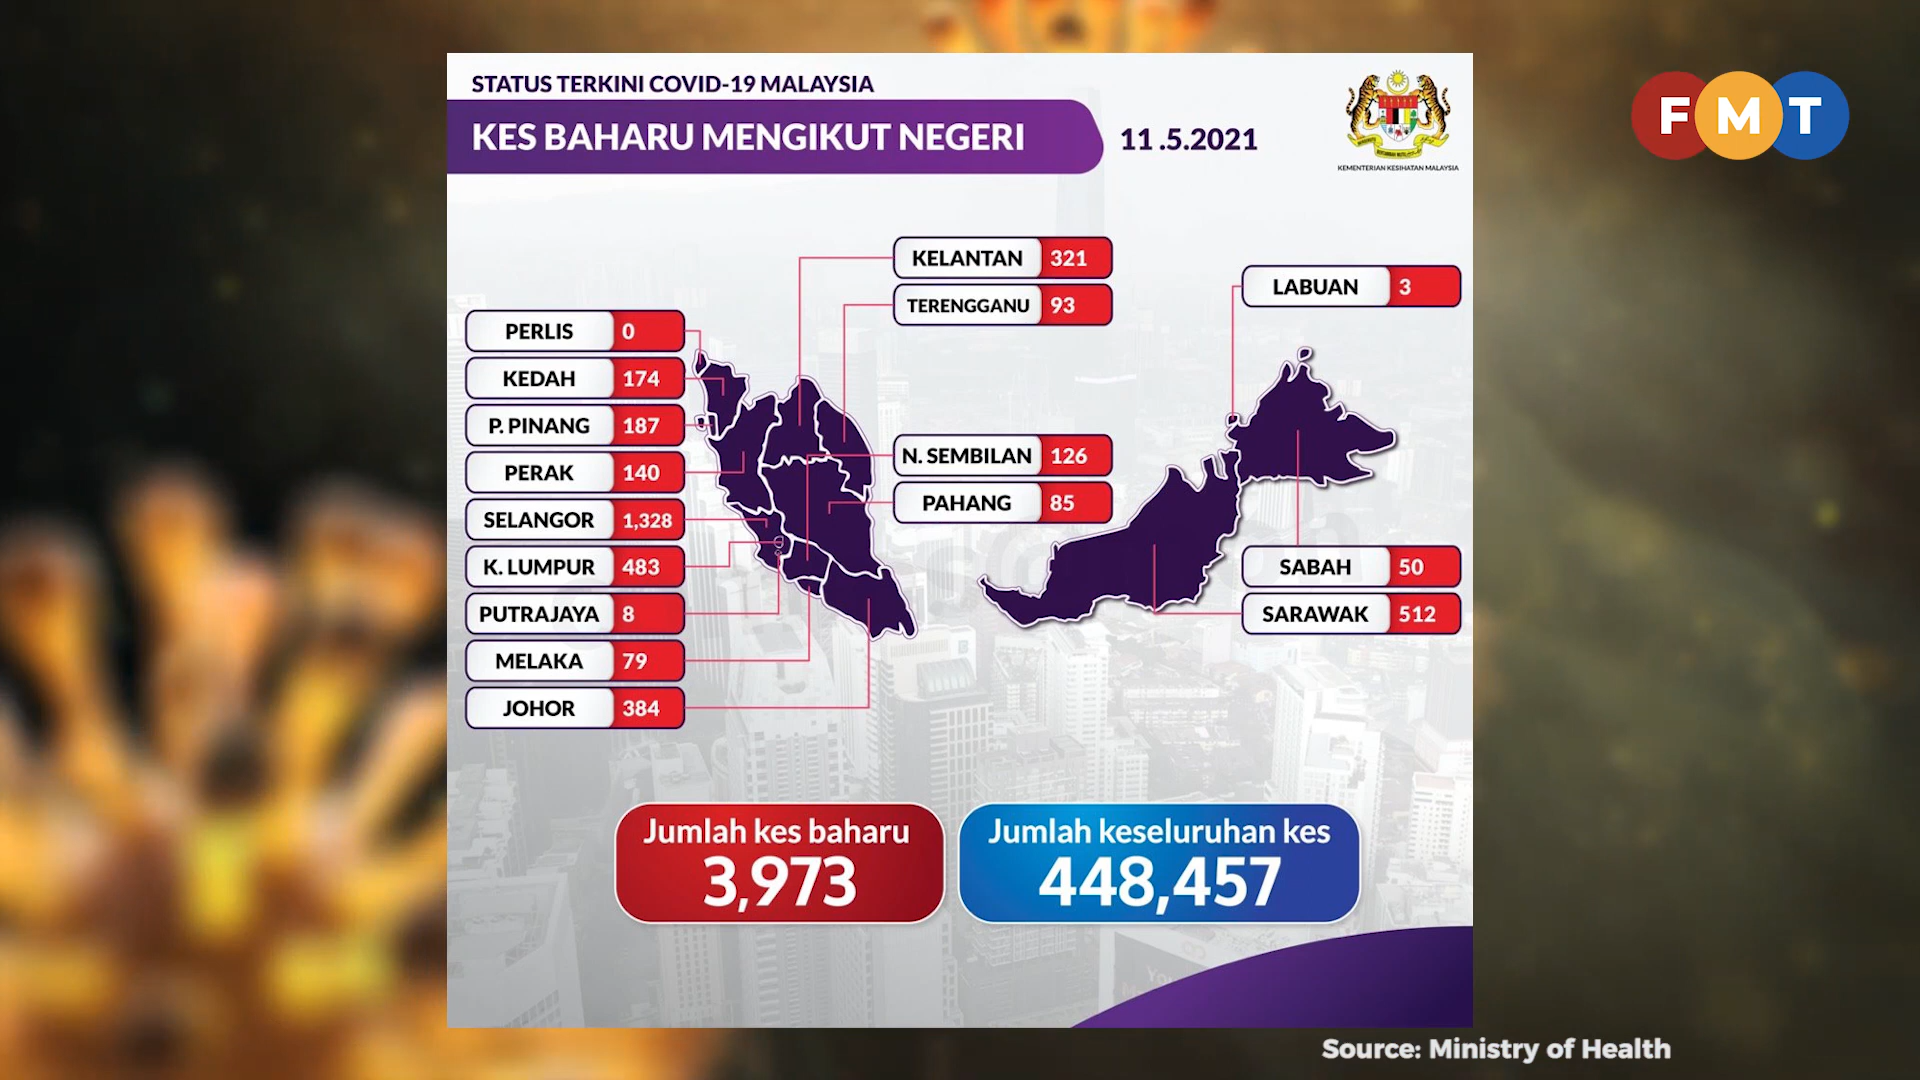 STATUS TERKINI COVID-19 MALAYSIA
KES BAHARU MENGIKUT NEGERI
11.5.2021
KEMENTERIAN KESIHATAN MALAYSIA
FMT
KELANTAN 321
TERENGGANU 93
LABUAN 3
PERLIS 0
KEDAH 174
P. PINANG 187
PERAK 140
SELANGOR 1,328
K. LUMPUR 483
PUTRAJAYA 8
MELAKA 79
JOHOR 384
N. SEMBILAN 126
PAHANG 85
SABAH 50
SARAWAK 512
Jumlah kes baharu
3,973
Jumlah keseluruhan kes
448,457
Source: Ministry of Health